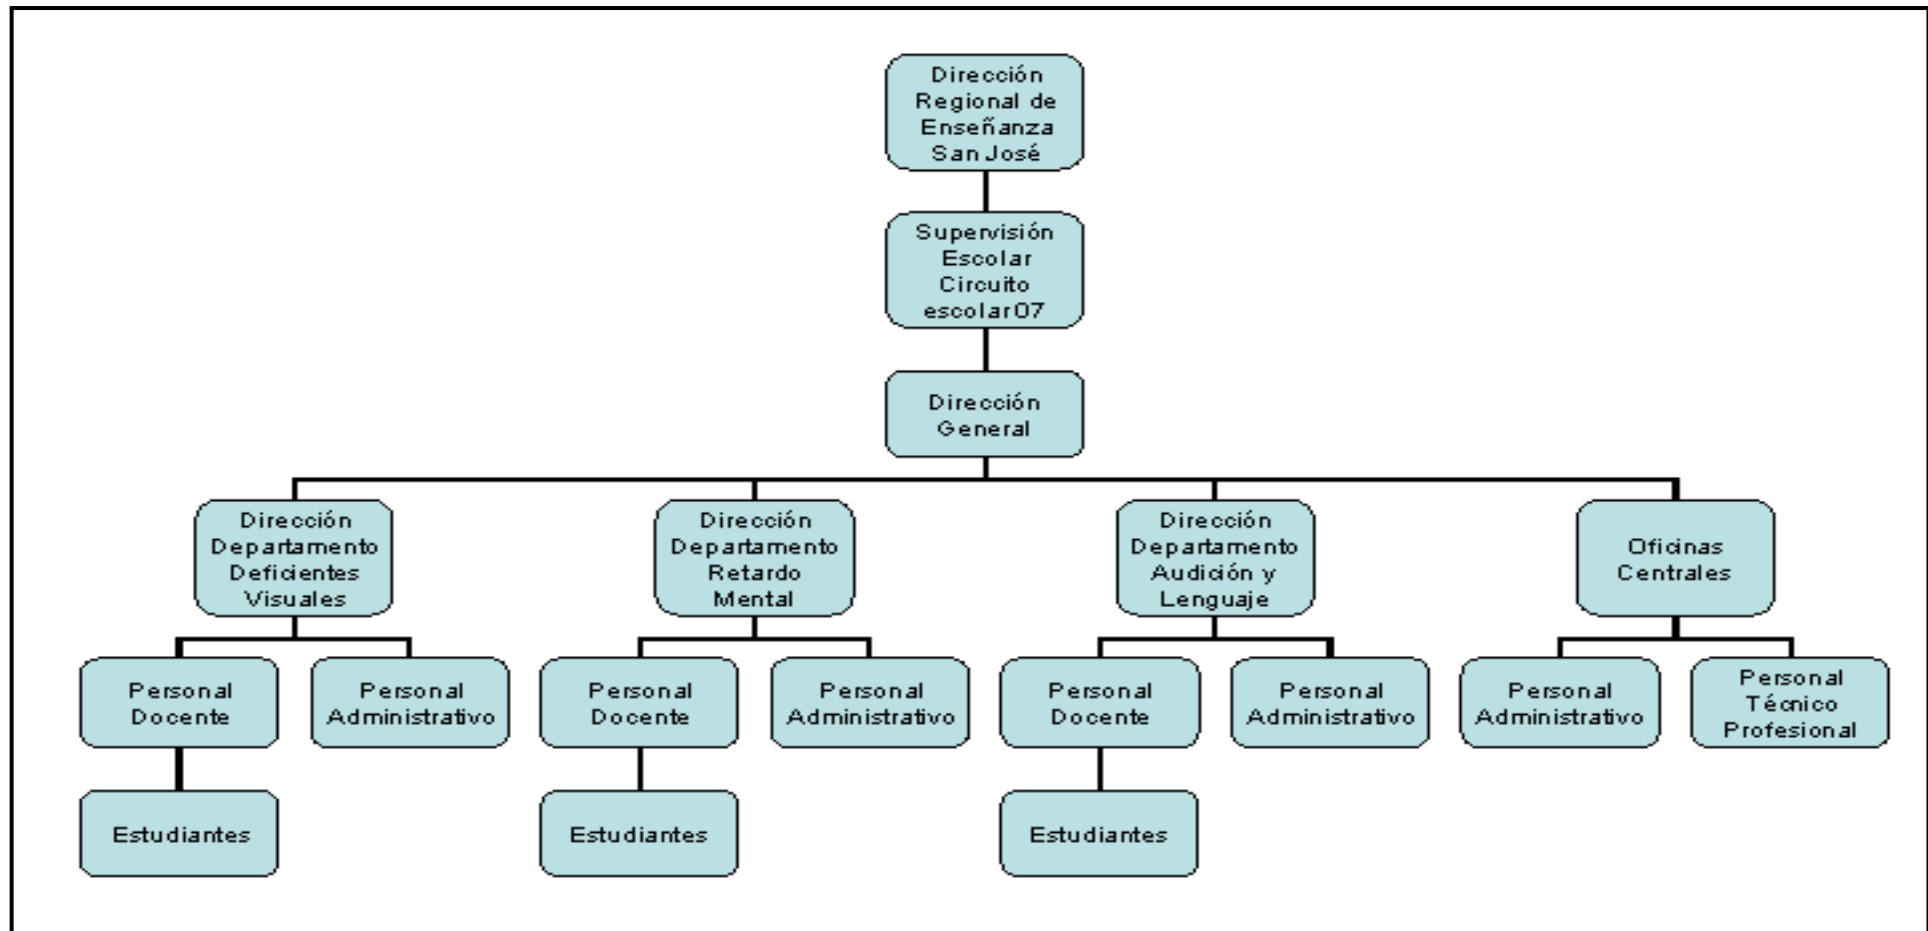 Dirección
Regional de
Enseñanza
San José
Supervisión
Escolar
Circuito
escolar 07
Dirección
General
Dirección
Departamento
Deficientes
Visuales
Dirección
Departamento
Retardo
Mental
Dirección
Departamento
Audición y
Lenguaje
Oficinas
Centrales
Personal
Docente
Personal
Administrativo
Personal
Docente
Personal
Administrativo
Personal
Docente
Personal
Administrativo
Personal
Administrativo
Personal
Técnico
Profesional
Estudiantes
Estudiantes
Estudiantes